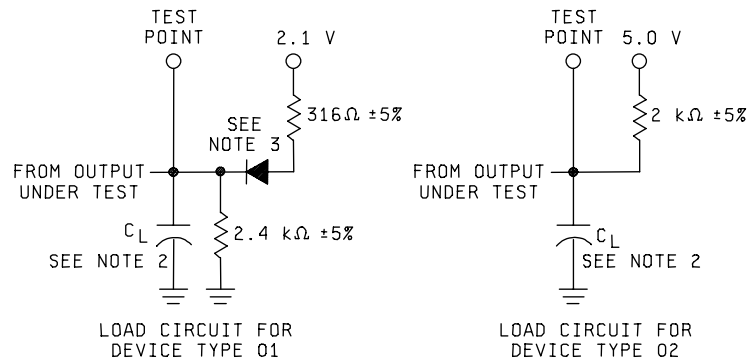 TEST
POINT
2.1 V
316Ω ±5%
SEE
NOTE 3
FROM OUTPUT
UNDER TEST
CL
2.4 kΩ ±5%
SEE NOTE 2
LOAD CIRCUIT FOR
DEVICE TYPE 01
TEST
POINT
5.0 V
2 kΩ ±5%
FROM OUTPUT
UNDER TEST
CL
SEE NOTE 2
LOAD CIRCUIT FOR
DEVICE TYPE 02